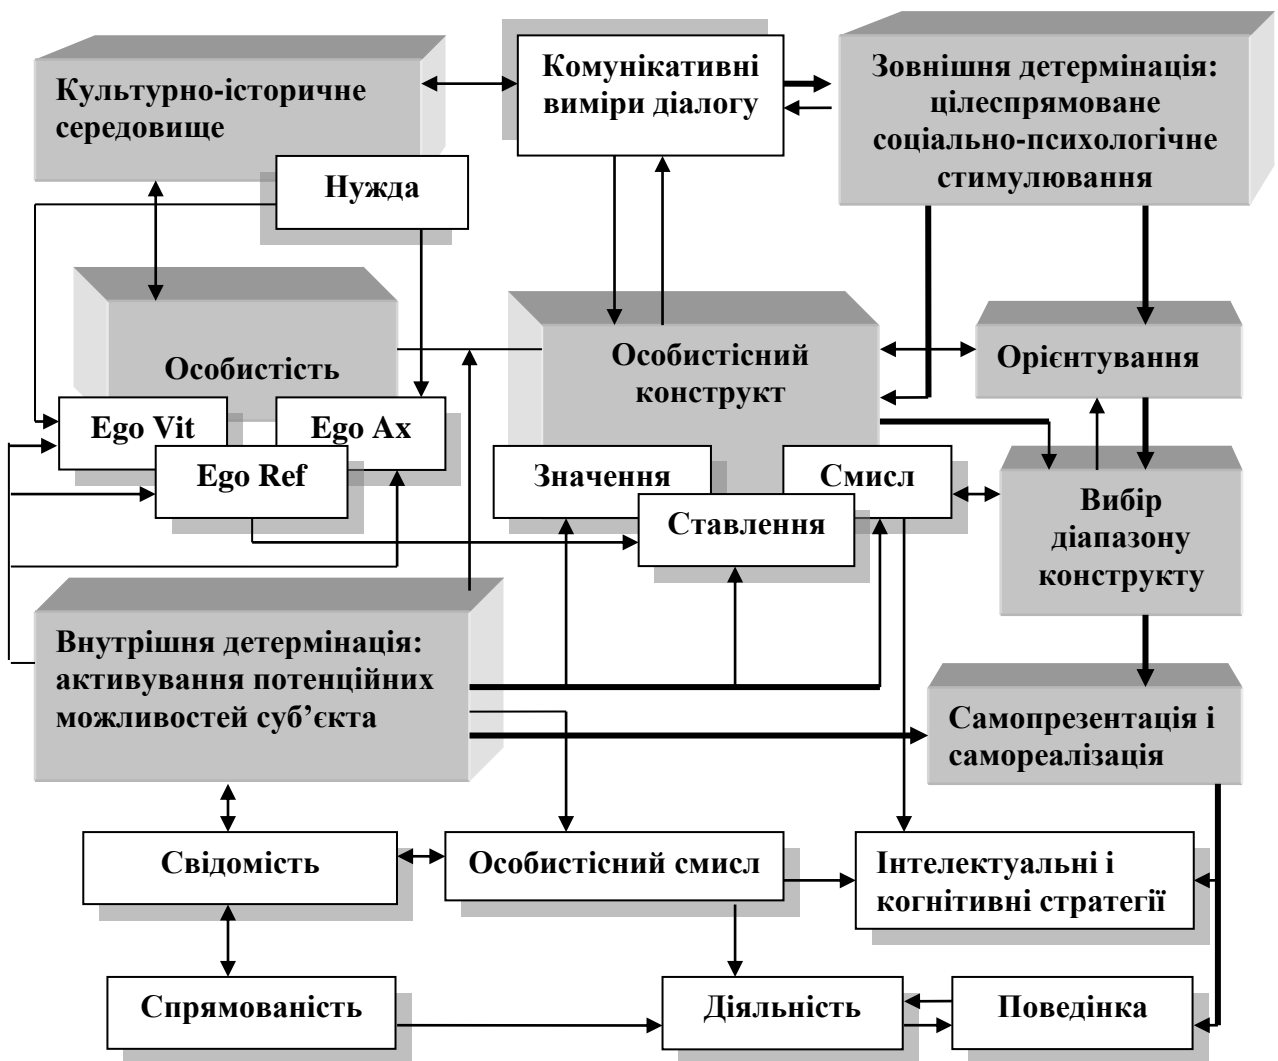 Культурно-історичне
середовище
Комунікативні
виміри діалогу
Зовнішня детермінація:
цілеспрямоване
соціально-психологічне
стимулювання
Нужда
Особистість
Ego Vit
Ego Ax
Ego Ref
Особистісний
конструкт
Орієнтування
Значення
Смисл
Ставлення
Вибір
діапазону
конструкту
Внутрішня детермінація:
активування потенційних
можливостей суб’єкта
Самопрезентація і
самореалізація
Свідомість
Особистісний смисл
Інтелектуальні і
когнітивні стратегії
Спрямованість
Діяльність
Поведінка